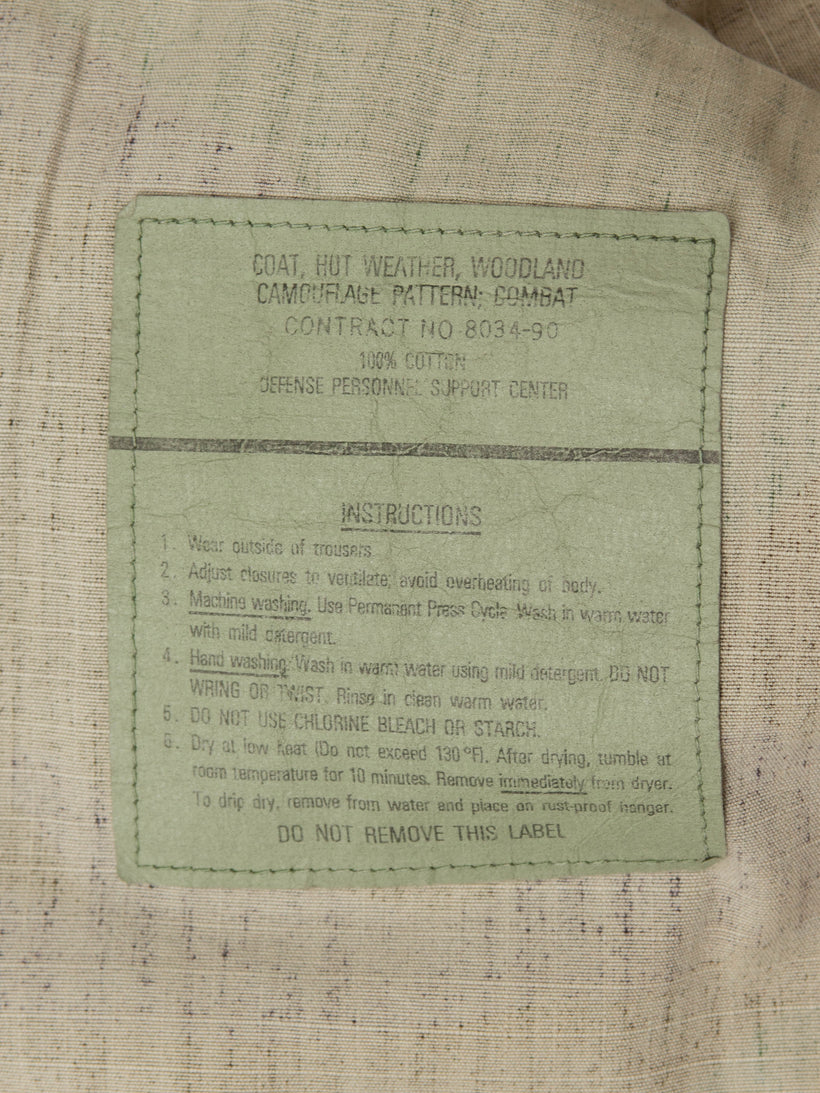 COAT, HOT WEATHER, WOODLAND
CAMOUFLAGE PATTERN; COMBAT
CONTRACT NO 8034-90
100% COTTON
DEFENSE PERSONNEL SUPPORT CENTER
INSTRUCTIONS
1. Wear outside of trousers.
2. Adjust closures to ventilate; avoid overheating of body.
3. Machine washing. Use Permanent Press Cycle. Wash in warm water
with mild detergent.
4. Hand washing: Wash in warm water using mild detergent. DO NOT
WRING OR TWIST. Rinse in clean warm water.
5. DO NOT USE CHLORINE BLEACH OR STARCH.
6. Dry at low heat (Do not exceed 130°F). After drying, tumble at
room temperature for 10 minutes. Remove immediately from dryer.
To drip dry, remove from water and place on rust-proof hanger.
DO NOT REMOVE THIS LABEL